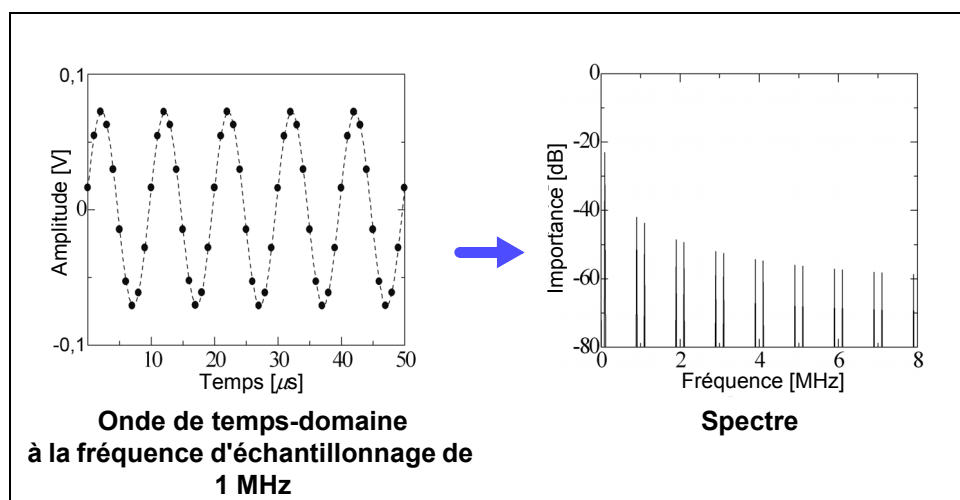 0,1
0
-0,1
Amplitude [V]
10 20 30 40 50
Temps [μs]
Onde de temps-domaine
à la fréquence d'échantillonnage de
1 MHz
0
-20
-40
-60
-80
Importance [dB]
0 2 4 6 8
Fréquence [MHz]
Spectre